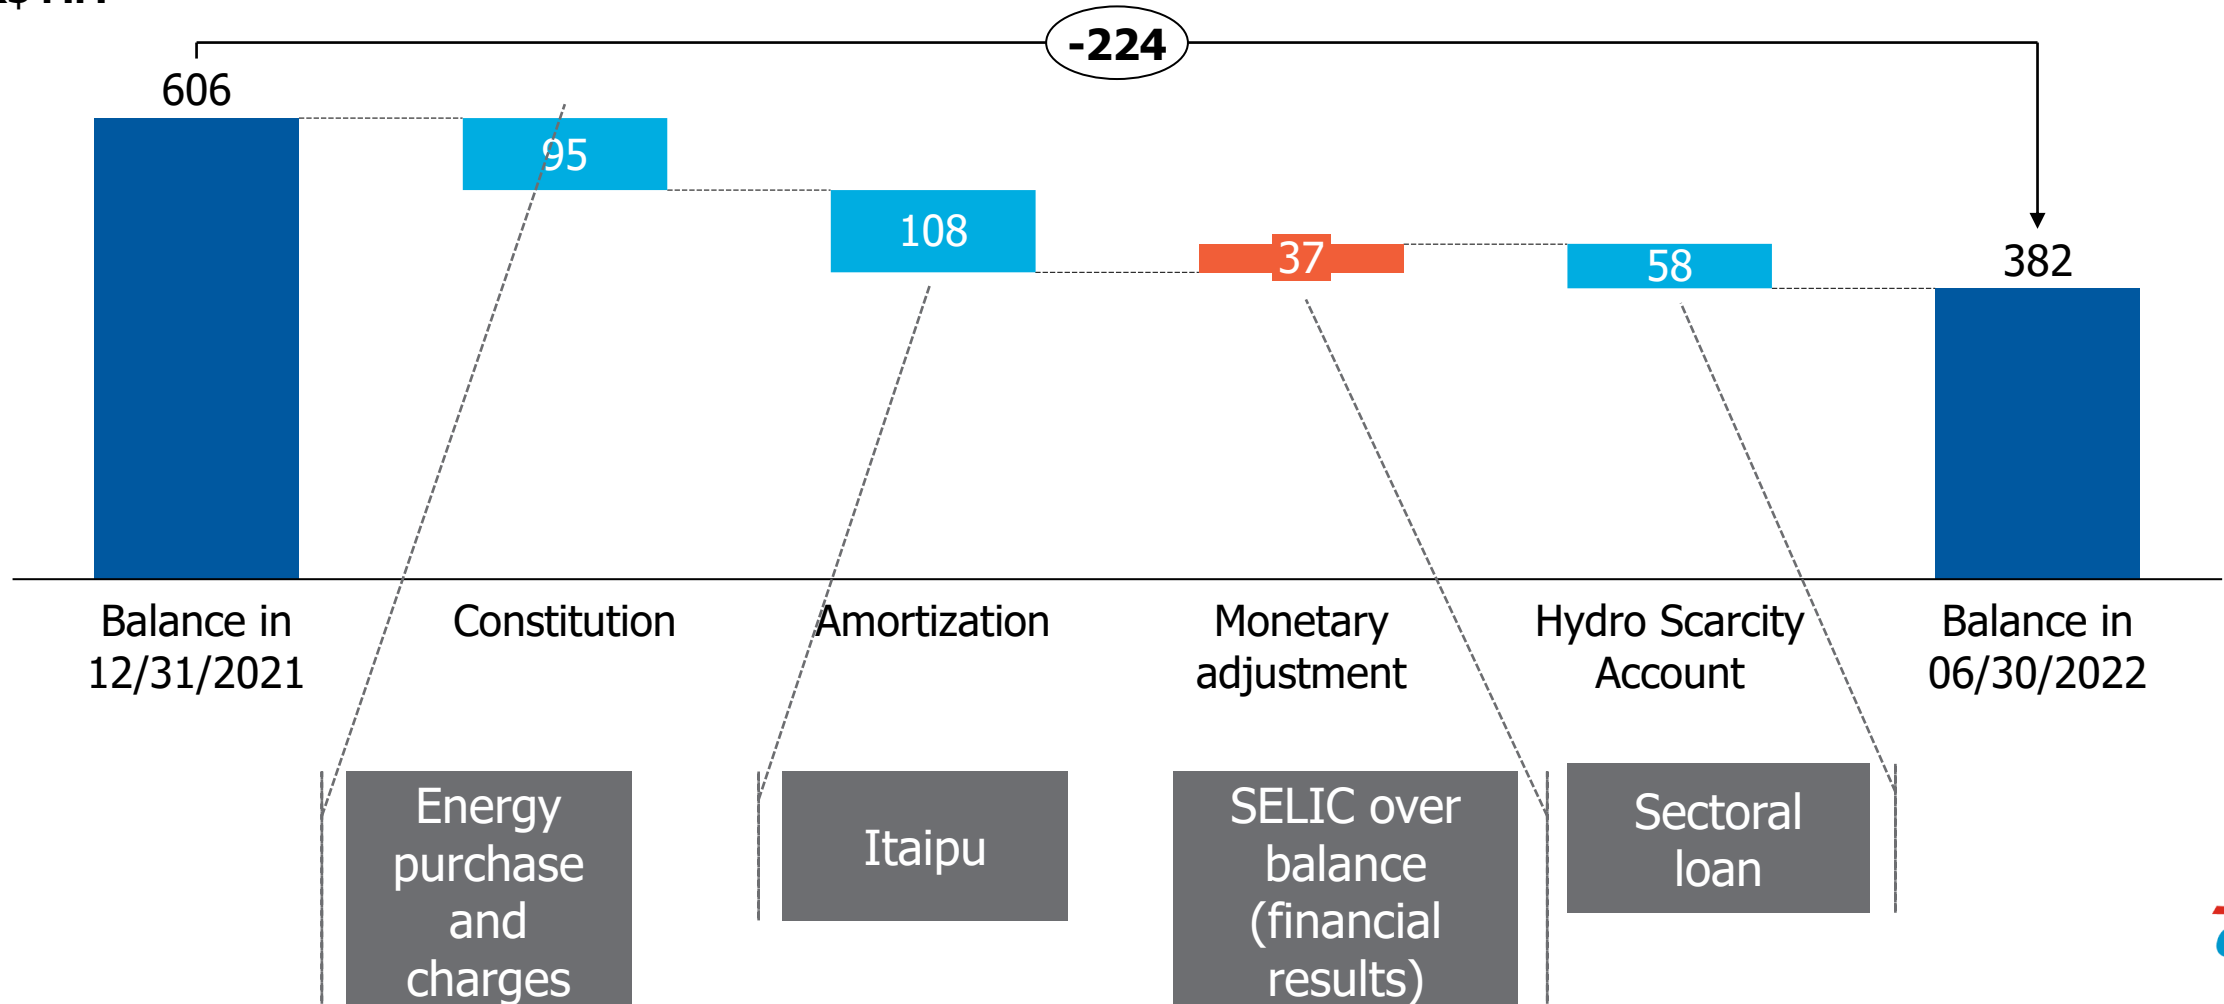 -224
606
95
108
37
58
382
Balance in
12/31/2021
Constitution
Amortization
Monetary
adjustment
Hydro Scarcity
Account
Balance in
06/30/2022
Energy
purchase
and
charges
Itaipu
SELIC over
balance
(financial
results)
Sectoral
loan